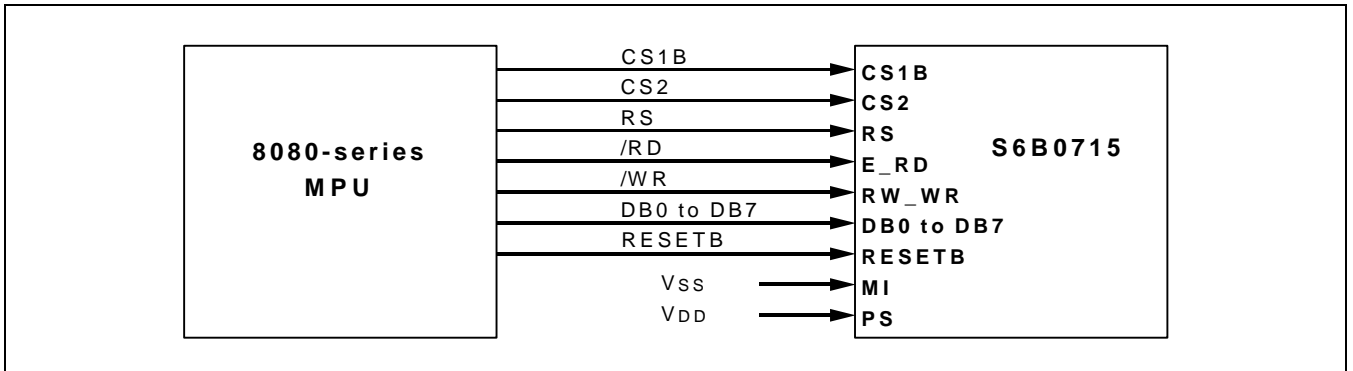 8080-series
MPU
CS1B
CS2
RS
/RD
/WR
DB0 to DB7
RESETB
VSS
VDD
CS1B
CS2
RS
E_RD
RW_WR
DB0 to DB7
RESETB
MI
PS
S6B0715